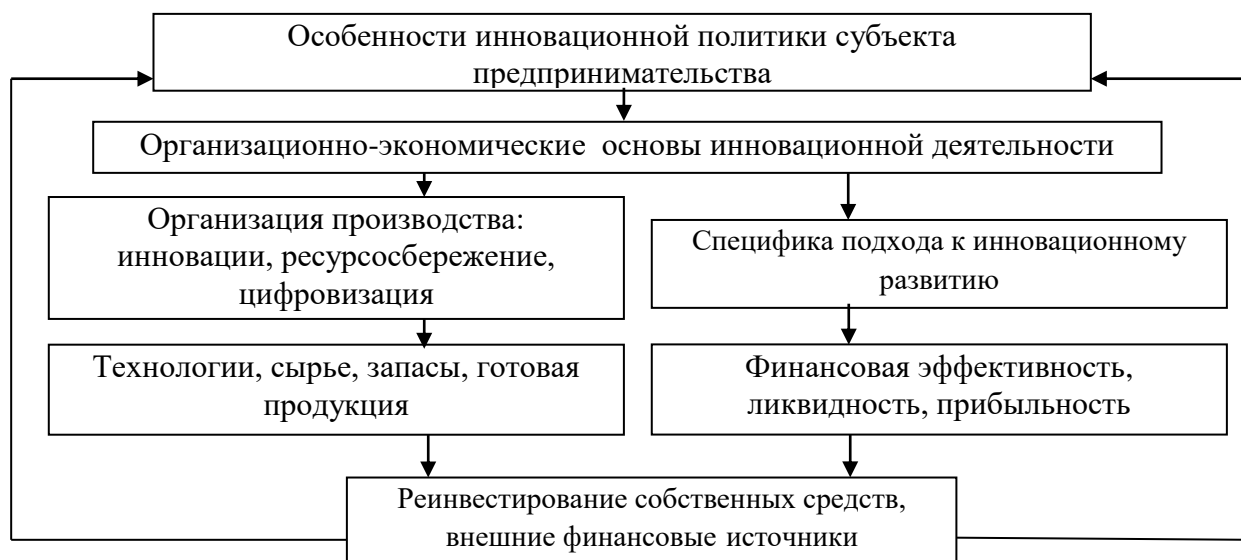 Особенности инновационной политики субъекта
предпринимательства
Организационно-экономические основы инновационной деятельности
Организация производства:
инновации, ресурсосбережение,
цифровизация
Специфика подхода к инновационному
развитию
Технологии, сырье, запасы, готовая
продукция
Финансовая эффективность,
ликвидность, прибыльность
Реинвестирование собственных средств,
внешние финансовые источники